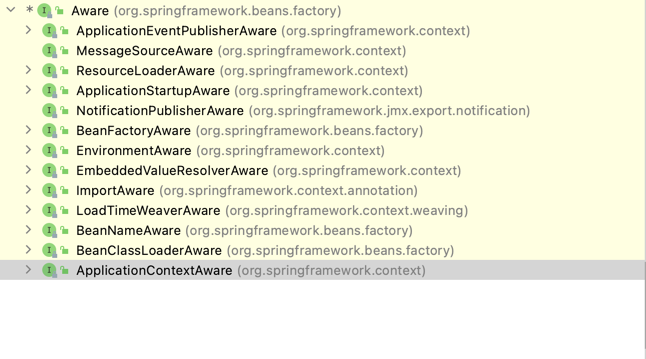 * Aware (org.springframework.beans.factory)
ApplicationEventPublisherAware (org.springframework.context)
MessageSourceAware (org.springframework.context)
ResourceLoaderAware (org.springframework.context)
ApplicationStartupAware (org.springframework.context)
NotificationPublisherAware (org.springframework.jmx.export.notification)
BeanFactoryAware (org.springframework.beans.factory)
EnvironmentAware (org.springframework.context)
EmbeddedValueResolverAware (org.springframework.context)
ImportAware (org.springframework.context.annotation)
LoadTimeWeaverAware (org.springframework.context.weaving)
BeanNameAware (org.springframework.beans.factory)
BeanClassLoaderAware (org.springframework.beans.factory)
ApplicationContextAware (org.springframework.context)